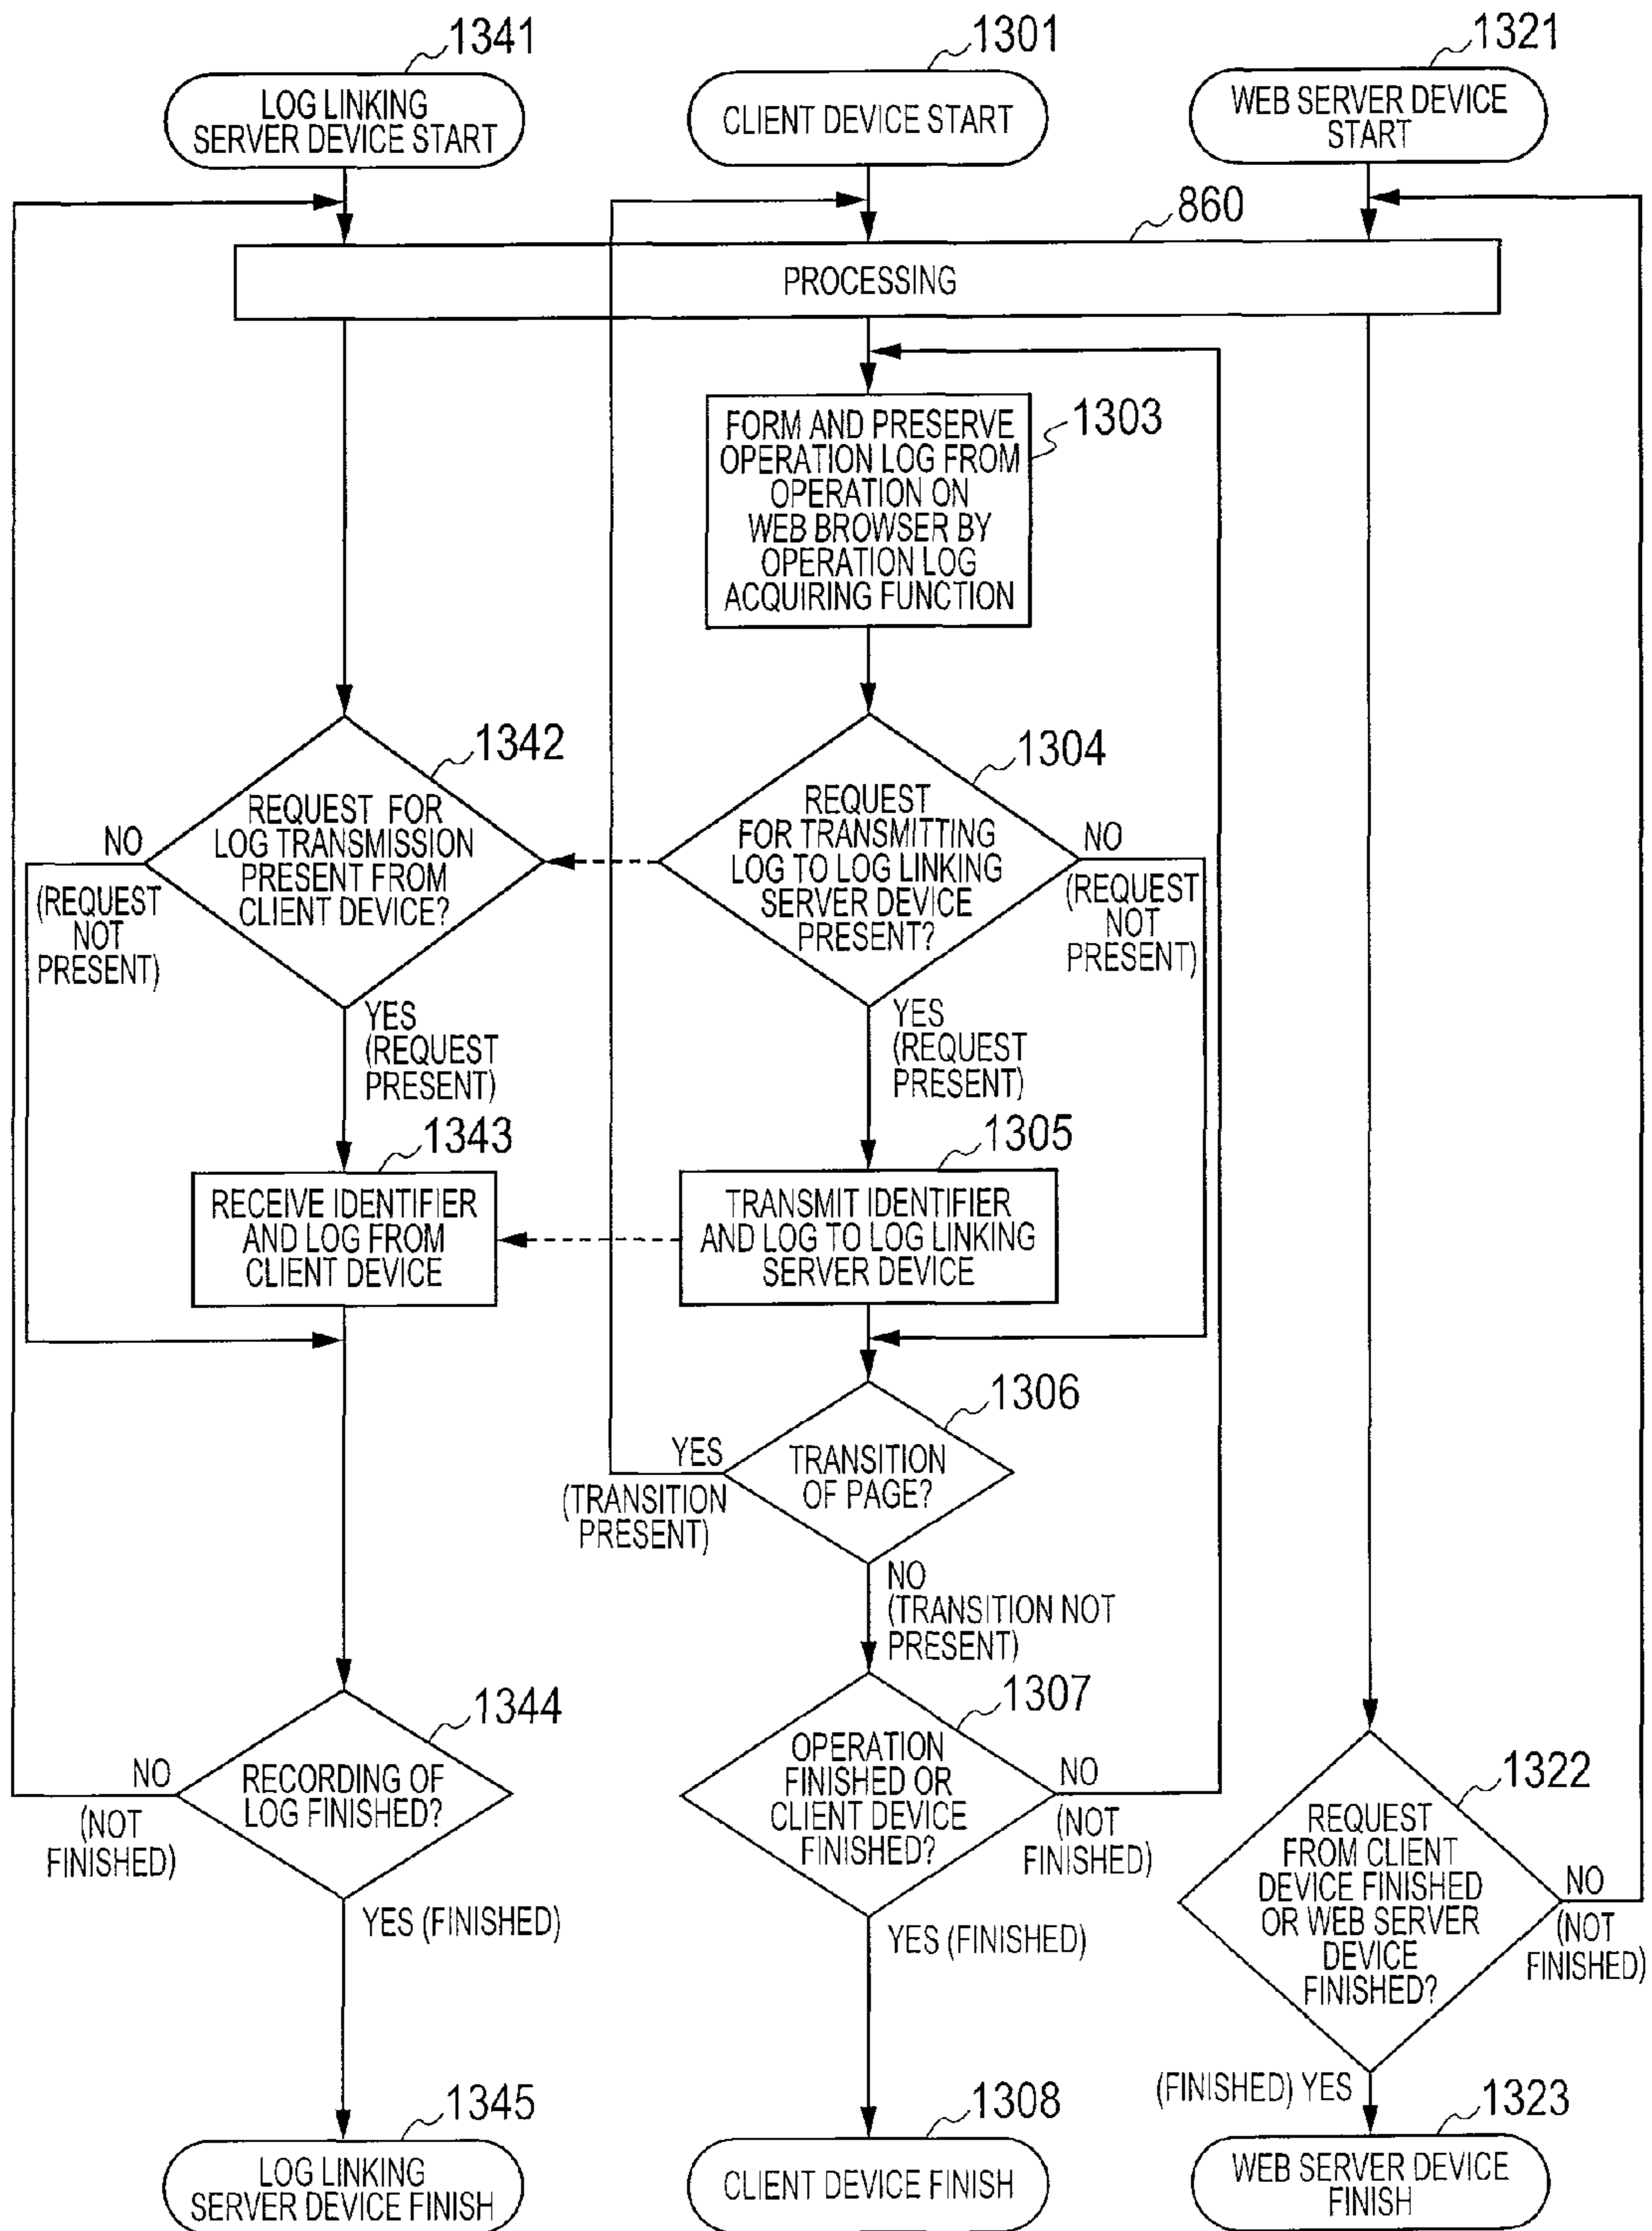 1341
LOG LINKING
SERVER DEVICE START
1301
CLIENT DEVICE START
1321
WEB SERVER DEVICE
START
860
PROCESSING
1303
FORM AND PRESERVE
OPERATION LOG FROM
OPERATION ON
WEB BROWSER BY
OPERATION LOG
ACQUIRING FUNCTION
1342
REQUEST FOR
LOG TRANSMISSION
PRESENT FROM
CLIENT DEVICE?
NO
(REQUEST
NOT
PRESENT)
YES
(REQUEST
PRESENT)
1304
REQUEST
FOR TRANSMITTING
LOG TO LOG LINKING
SERVER DEVICE
PRESENT?
NO
(REQUEST
NOT
PRESENT)
YES
(REQUEST
PRESENT)
1343
RECEIVE IDENTIFIER
AND LOG FROM
CLIENT DEVICE
1305
TRANSMIT IDENTIFIER
AND LOG TO LOG LINKING
SERVER DEVICE
1306
TRANSITION
OF PAGE?
YES
(TRANSITION
PRESENT)
NO
(TRANSITION NOT
PRESENT)
1344
RECORDING OF
LOG FINISHED?
NO
(NOT
FINISHED)
YES (FINISHED)
1307
OPERATION
FINISHED OR
CLIENT DEVICE
FINISHED?
NO
(NOT
FINISHED)
YES (FINISHED)
1322
REQUEST
FROM CLIENT
DEVICE FINISHED
OR WEB SERVER
DEVICE
FINISHED?
NO
(NOT
FINISHED)
(FINISHED) YES
1345
LOG LINKING
SERVER DEVICE FINISH
1308
CLIENT DEVICE FINISH
1323
WEB SERVER DEVICE
FINISH